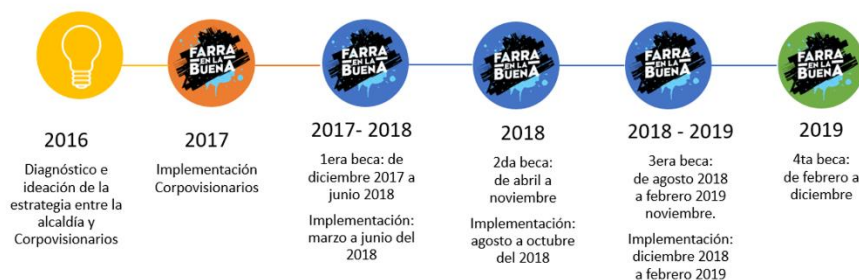 FARRA
EN LA
BUENA
FARRA
EN LA
BUENA
FARRA
EN LA
BUENA
FARRA
EN LA
BUENA
FARRA
EN LA
BUENA
2016
Diagnóstico e
ideación de la
estrategia entre la
alcaldía y
Corpovisionarios
2017
Implementación
Corpovisionarios
2017- 2018
1era beca: de
diciembre 2017 a
junio 2018
Implementación:
marzo a junio del
2018
2018
2da beca:
de abril a
noviembre
Implementación:
agosto a octubre
del 2018
2018 - 2019
3era beca:
de agosto 2018
a febrero 2019
noviembre.
Implementación:
diciembre 2018
a febrero 2019
2019
4ta beca:
de febrero a
diciembre